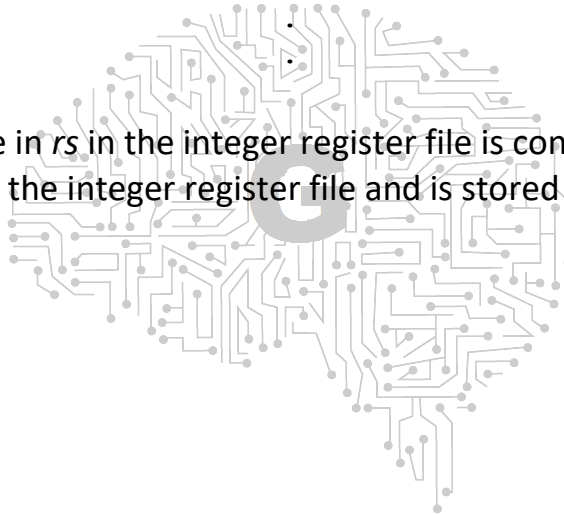 :
e in rs in the integer register file is con
the integer register file and is stored
G